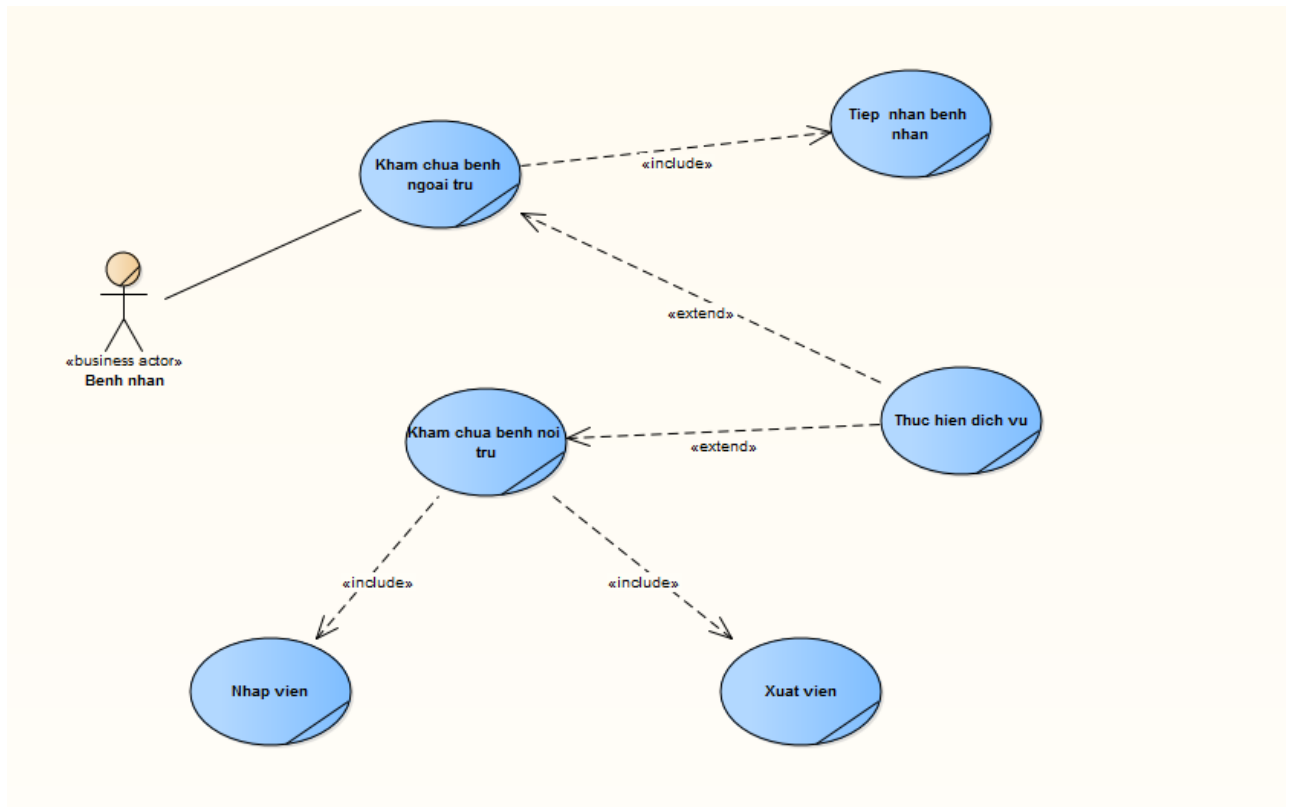 Tiep nhan benh
nhan
Kham chua benh
ngoai tru
«include»
«extend»
«business actor»
Benh nhan
Kham chua benh noi
tru
Thuc hien dich vu
«extend»
«include»
«include»
Nhap vien
Xuat vien